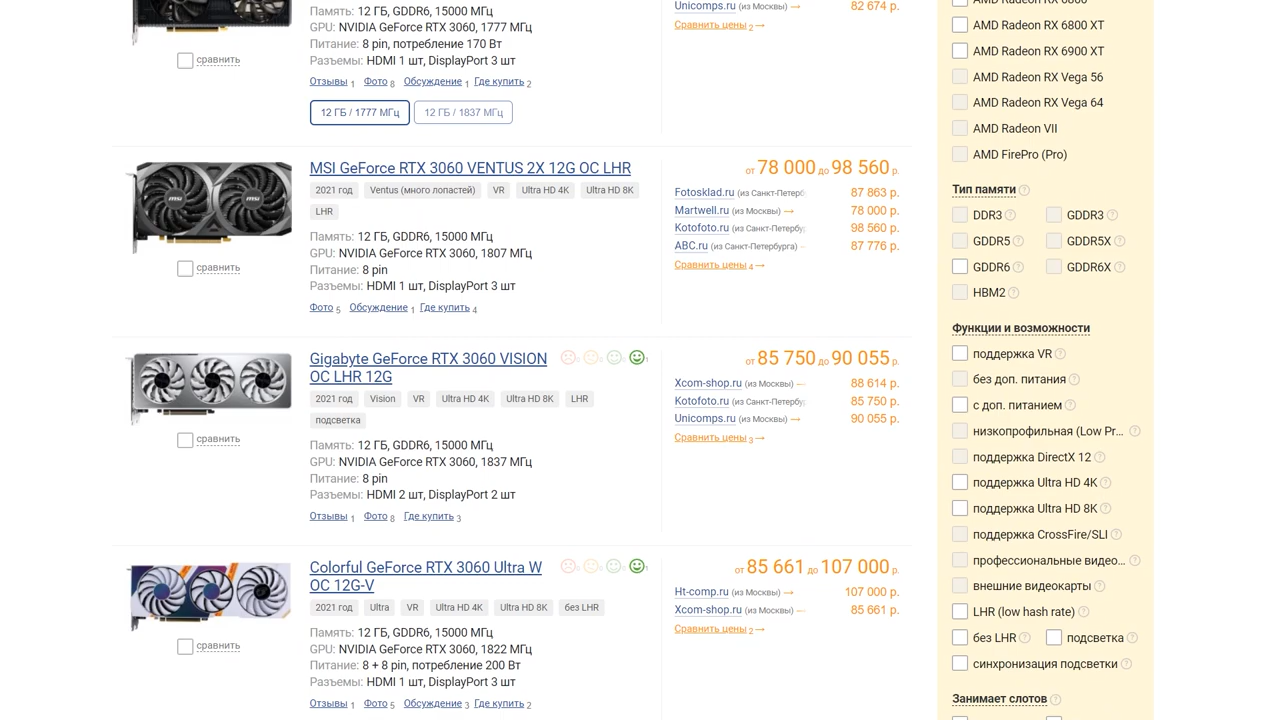 Память: 12 ГБ, GDDR6, 15000 МГц
GPU: NVIDIA GeForce RTX 3060, 1777 МГц
Питание: 8 pin, потребление 170 Вт
Разъемы: HDMI 1 шт, DisplayPort 3 шт
Отзывы 1 Фото 8 Обсуждение 1 Где купить 2
12 ГБ / 1777 МГц 12 ГБ / 1837 МГц
сравнить
Unicomps.ru (из Москвы) → 82 674 р.
Сравнить цены 2 →
MSI GeForce RTX 3060 VENTUS 2X 12G OC LHR
2021 год Ventus (много лопастей) VR Ultra HD 4K Ultra HD 8K
LHR
Память: 12 ГБ, GDDR6, 15000 МГц
GPU: NVIDIA GeForce RTX 3060, 1807 МГц
Питание: 8 pin
Разъемы: HDMI 1 шт, DisplayPort 3 шт
Фото 5 Обсуждение 1 Где купить 4
сравнить
от 78 000 до 98 560 р.
Fotosklad.ru (из Санкт-Петерб 87 863 р.
Martwell.ru (из Москвы) → 78 000 р.
Kotofoto.ru (из Санкт-Петербу 98 560 р.
ABC.ru (из Санкт-Петербурга) 87 776 р.
Сравнить цены 4 →
Gigabyte GeForce RTX 3060 VISION
OC LHR 12G
2021 год Vision VR Ultra HD 4K Ultra HD 8K LHR
подсветка
Память: 12 ГБ, GDDR6, 15000 МГц
GPU: NVIDIA GeForce RTX 3060, 1837 МГц
Питание: 8 pin
Разъемы: HDMI 2 шт, DisplayPort 2 шт
Отзывы 1 Фото 8 Где купить 3
сравнить
от 85 750 до 90 055 р.
Xcom-shop.ru (из Москвы) 88 614 р.
Kotofoto.ru (из Санкт-Петербу 85 750 р.
Unicomps.ru (из Москвы) → 90 055 р.
Сравнить цены 3 →
Colorful GeForce RTX 3060 Ultra W
OC 12G-V
2021 год Ultra VR Ultra HD 4K Ultra HD 8K без LHR
Память: 12 ГБ, GDDR6, 15000 МГц
GPU: NVIDIA GeForce RTX 3060, 1822 МГц
Питание: 8 + 8 pin, потребление 200 Вт
Разъемы: HDMI 1 шт, DisplayPort 3 шт
Отзывы 1 Фото 5 Обсуждение 3 Где купить 2
сравнить
от 85 661 до 107 000 р.
Ht-comp.ru (из Москвы) → 107 000 р.
Xcom-shop.ru (из Москвы) 85 661 р.
Сравнить цены 2 →
AMD Radeon RX 6800 XT
AMD Radeon RX 6900 XT
AMD Radeon RX Vega 56
AMD Radeon RX Vega 64
AMD Radeon VII
AMD FirePro (Pro)
Тип памяти ?
DDR3 ? GDDR3 ?
GDDR5 ? GDDR5X ?
GDDR6 ? GDDR6X ?
HBM2 ?
Функции и возможности
поддержка VR ?
без доп. питания ?
с доп. питанием ?
низкопрофильная (Low Pr... ?
поддержка DirectX 12 ?
поддержка Ultra HD 4K ?
поддержка Ultra HD 8K ?
поддержка CrossFire/SLI ?
профессиональные видео... ?
внешние видеокарты ?
LHR (low hash rate) ?
без LHR ? подсветка ?
синхронизация подсветки ?
Занимает слотов ?